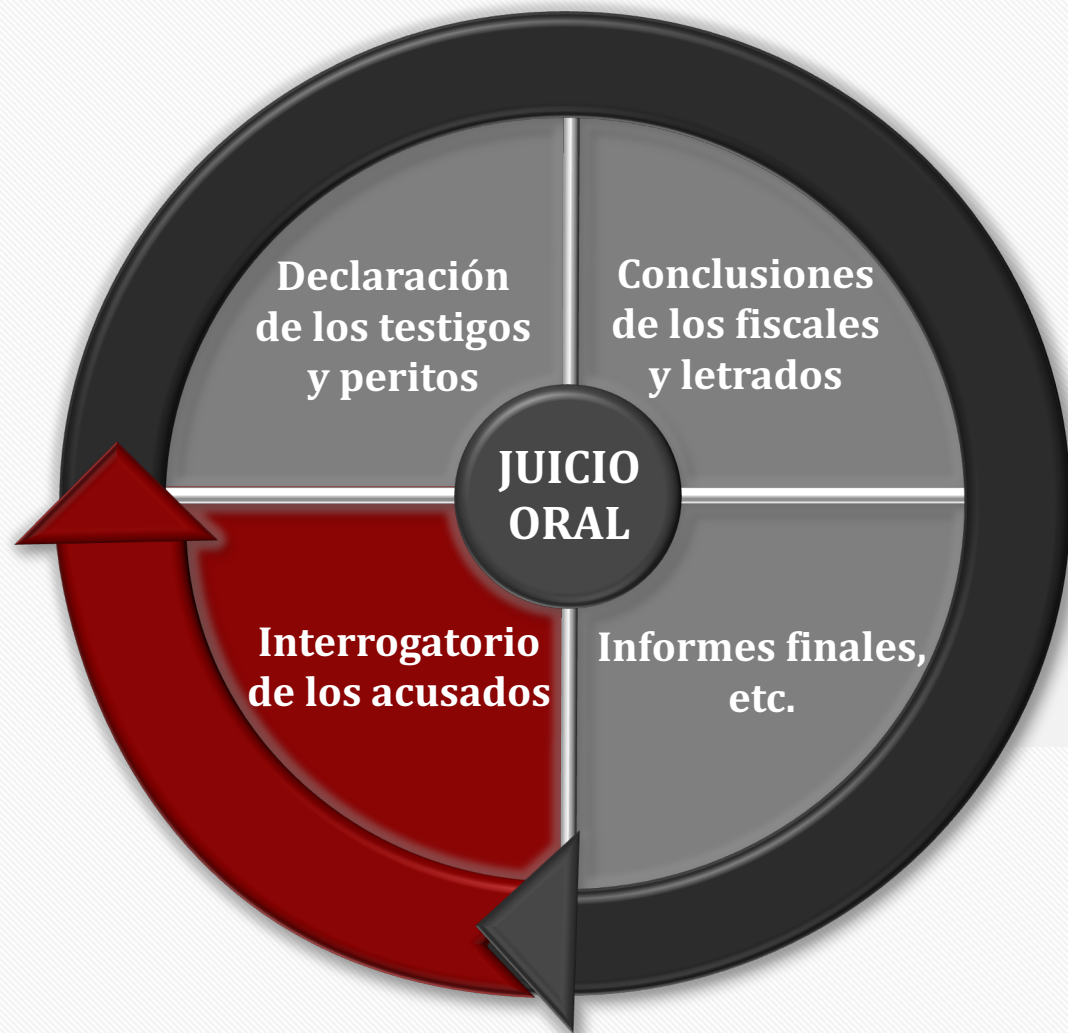 Declaración
de los testigos
y peritos
Conclusiones
de los fiscales
y letrados
JUICIO
ORAL
Interrogatorio
de los acusados
Informes finales,
etc.